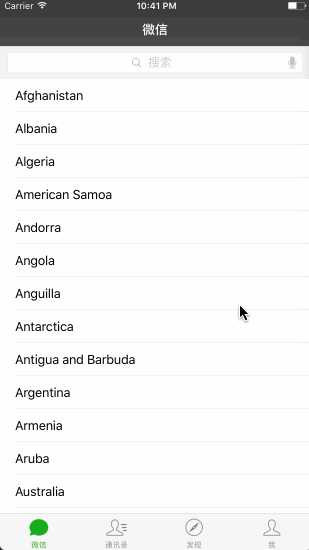 Carrier 10:41 PM
微信
搜索
Afghanistan
Albania
Algeria
American Samoa
Andorra
Angola
Anguilla
Antarctica
Antigua and Barbuda
Argentina
Armenia
Aruba
Australia
微信 通讯录 发现 我